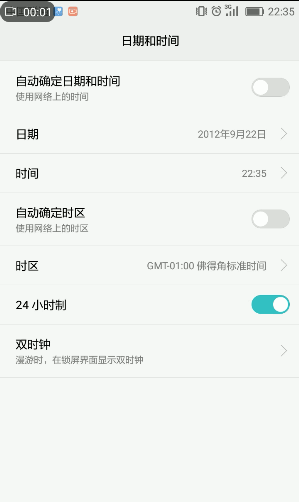 00:01
3G
22:35
日期和时间
自动确定日期和时间
使用网络上的时间
日期
2012年9月22日
时间
22:35
自动确定时区
使用网络上的时区
时区
GMT-01:00 佛得角标准时间
24 小时制
双时钟
漫游时，在锁屏界面显示双时钟